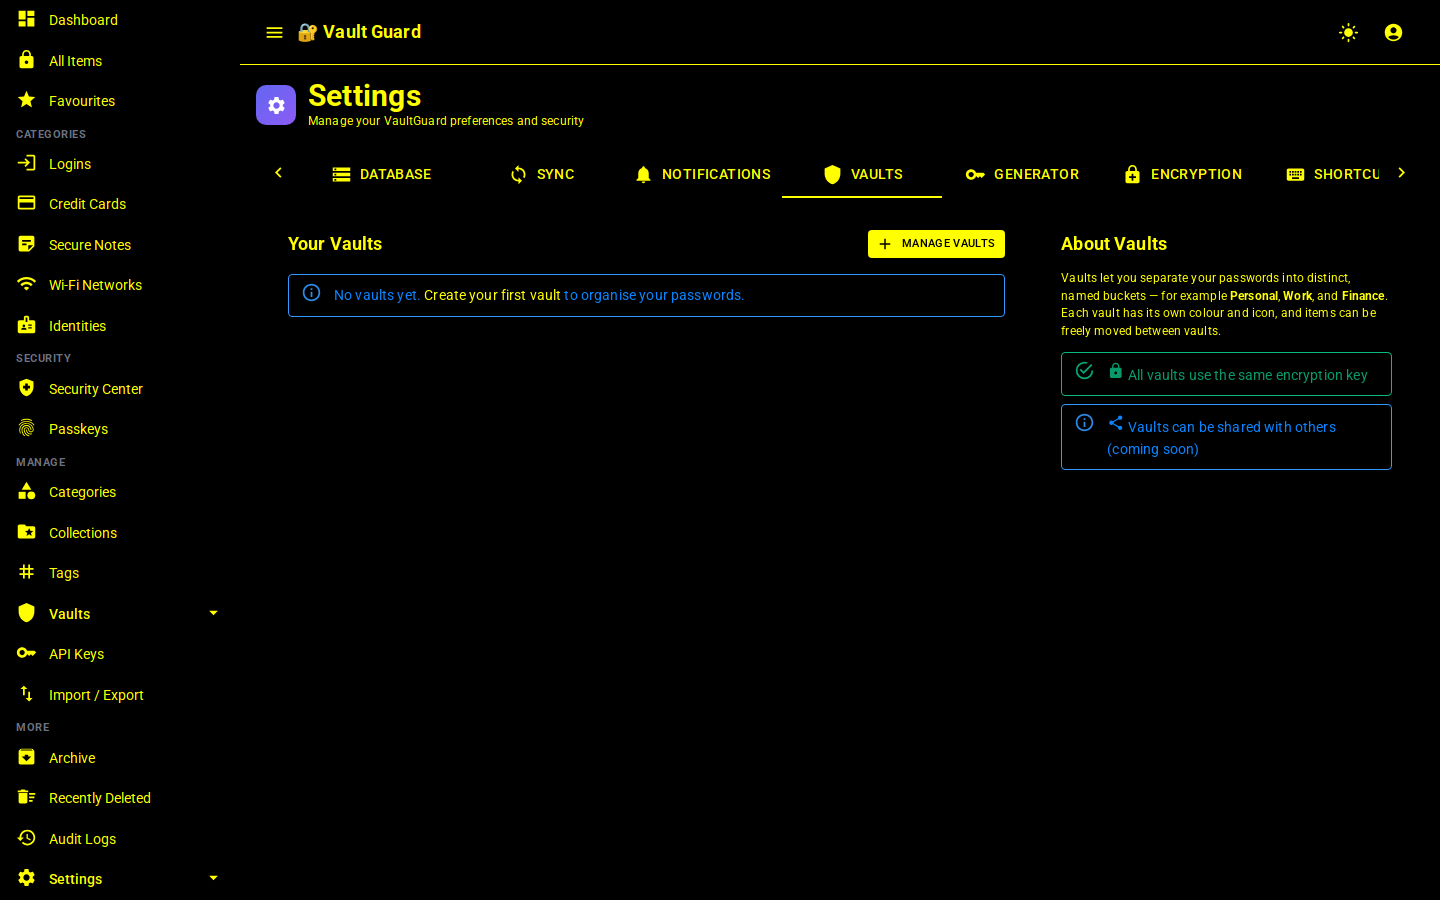 Dashboard
All Items
Favourites
CATEGORIES
Logins
Credit Cards
Secure Notes
Wi-Fi Networks
Identities
SECURITY
Security Center
Passkeys
MANAGE
Categories
Collections
Tags
Vaults
API Keys
Import / Export
MORE
Archive
Recently Deleted
Audit Logs
Settings
Vault Guard
Settings
Manage your VaultGuard preferences and security
DATABASE
SYNC
NOTIFICATIONS
VAULTS
GENERATOR
ENCRYPTION
SHORTCU
Your Vaults
MANAGE VAULTS
No vaults yet. Create your first vault to organise your passwords.
About Vaults
Vaults let you separate your passwords into distinct,
named buckets — for example Personal, Work, and Finance.
Each vault has its own colour and icon, and items can be
freely moved between vaults.
All vaults use the same encryption key
Vaults can be shared with others
(coming soon)